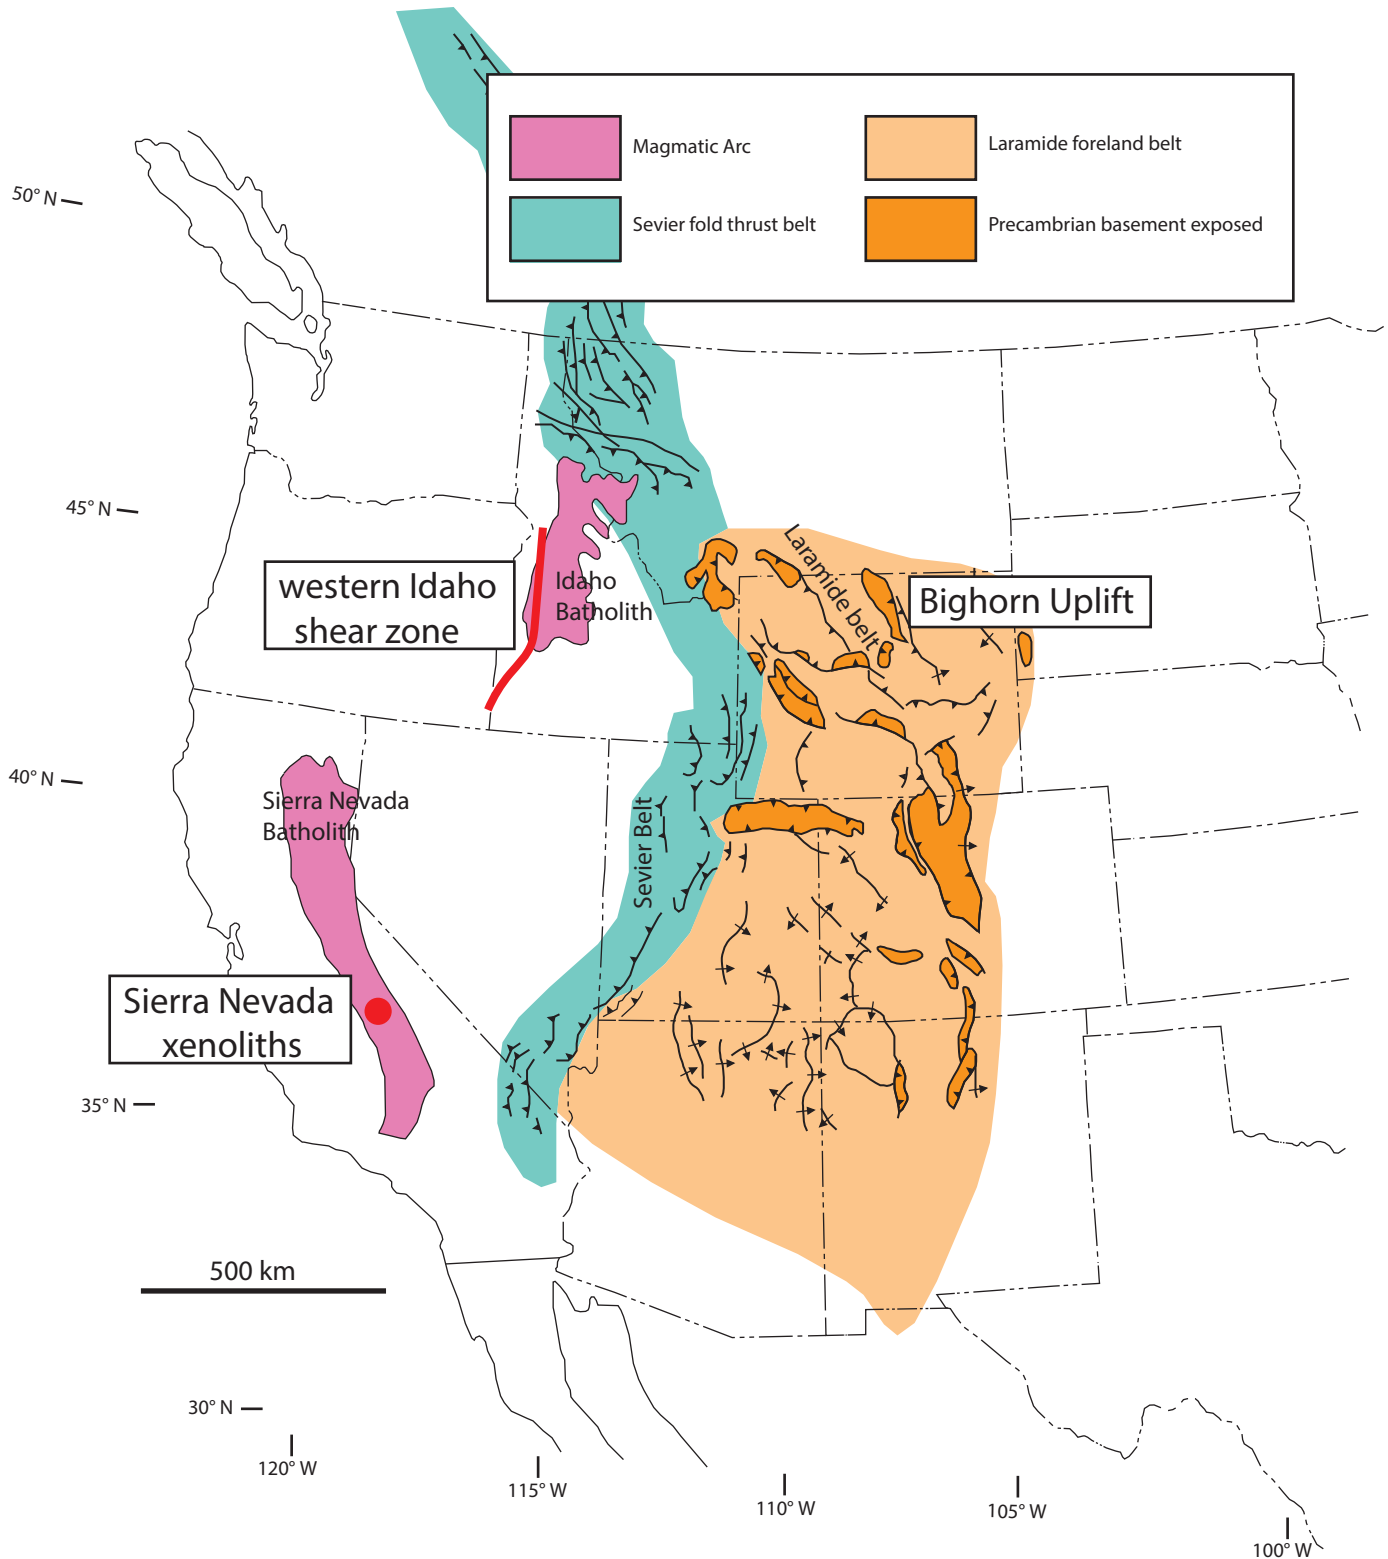 Magmatic Arc
Laramide foreland belt
Sevier fold thrust belt
Precambrian basement exposed
50° N
45° N
40° N
35° N
30° N
western Idaho
shear zone
Idaho
Batholith
Laramide belt
Bighorn Uplift
Sierra Nevada
Batholith
Sevier Belt
Sierra Nevada
xenoliths
500 km
120° W
115° W
110° W
105° W
100° W